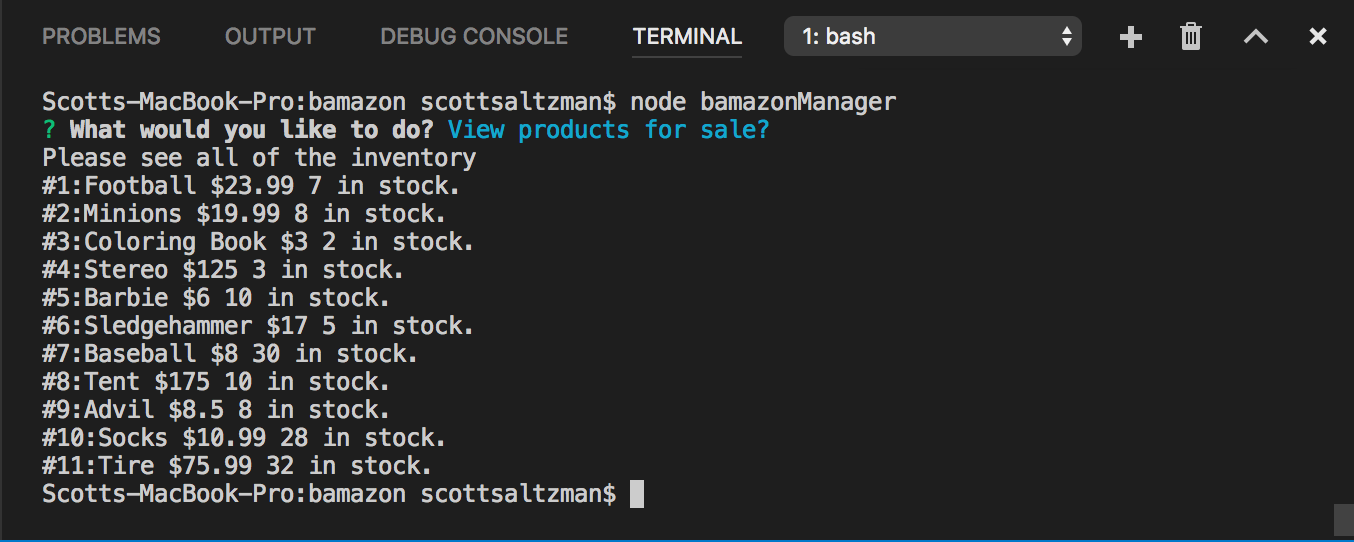 PROBLEMS OUTPUT DEBUG CONSOLE TERMINAL 1: bash
Scotts-MacBook-Pro:bamazon scottsaltzman$ node bamazonManager
? What would you like to do? View products for sale?
Please see all of the inventory
#1:Football $23.99 7 in stock.
#2:Minions $19.99 8 in stock.
#3:Coloring Book $3 2 in stock.
#4:Stereo $125 3 in stock.
#5:Barbie $6 10 in stock.
#6:Sledgehammer $17 5 in stock.
#7:Baseball $8 30 in stock.
#8:Tent $175 10 in stock.
#9:Advil $8.5 8 in stock.
#10:Socks $10.99 28 in stock.
#11:Tire $75.99 32 in stock.
Scotts-MacBook-Pro:bamazon scottsaltzman$